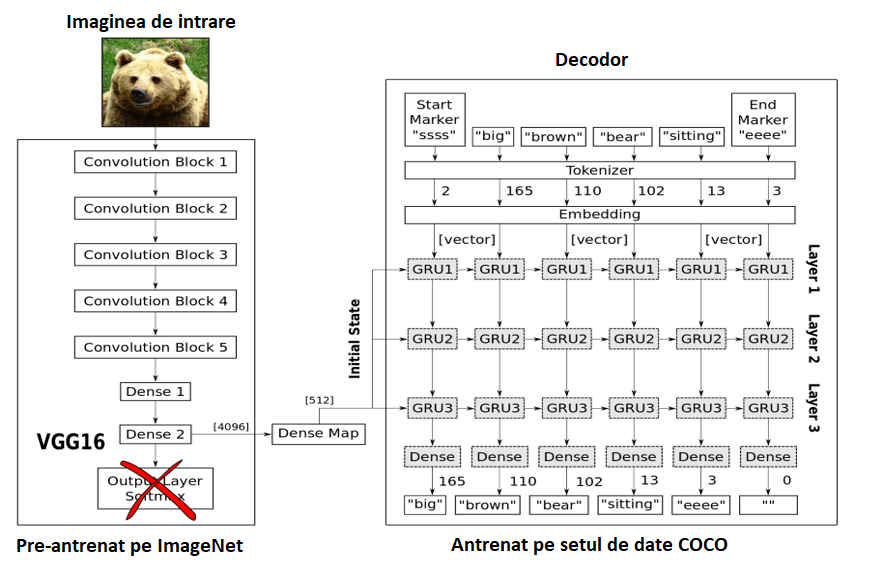 Imaginea de intrare
Convolution Block 1
Convolution Block 2
Convolution Block 3
Convolution Block 4
Convolution Block 5
Dense 1
Dense 2
[4096]
VGG16
Output Layer
Softmax
Pre-antrenat pe ImageNet
Dense Map
[512]
Initial State
Decodor
Start
Marker
"ssss"
"big"
"brown"
"bear"
"sitting"
End
Marker
"eeee"
Tokenizer
2 165 110 102 13 3
Embedding
[vector] [vector] [vector]
GRU1 GRU1 GRU1 GRU1 GRU1 GRU1
Layer 1
GRU2 GRU2 GRU2 GRU2 GRU2 GRU2
Layer 2
GRU3 GRU3 GRU3 GRU3 GRU3 GRU3
Layer 3
Dense Dense Dense Dense Dense Dense
165 110 102 13 3 0
"big" "brown" "bear" "sitting" "eeee" ""
Antrenat pe setul de date COCO